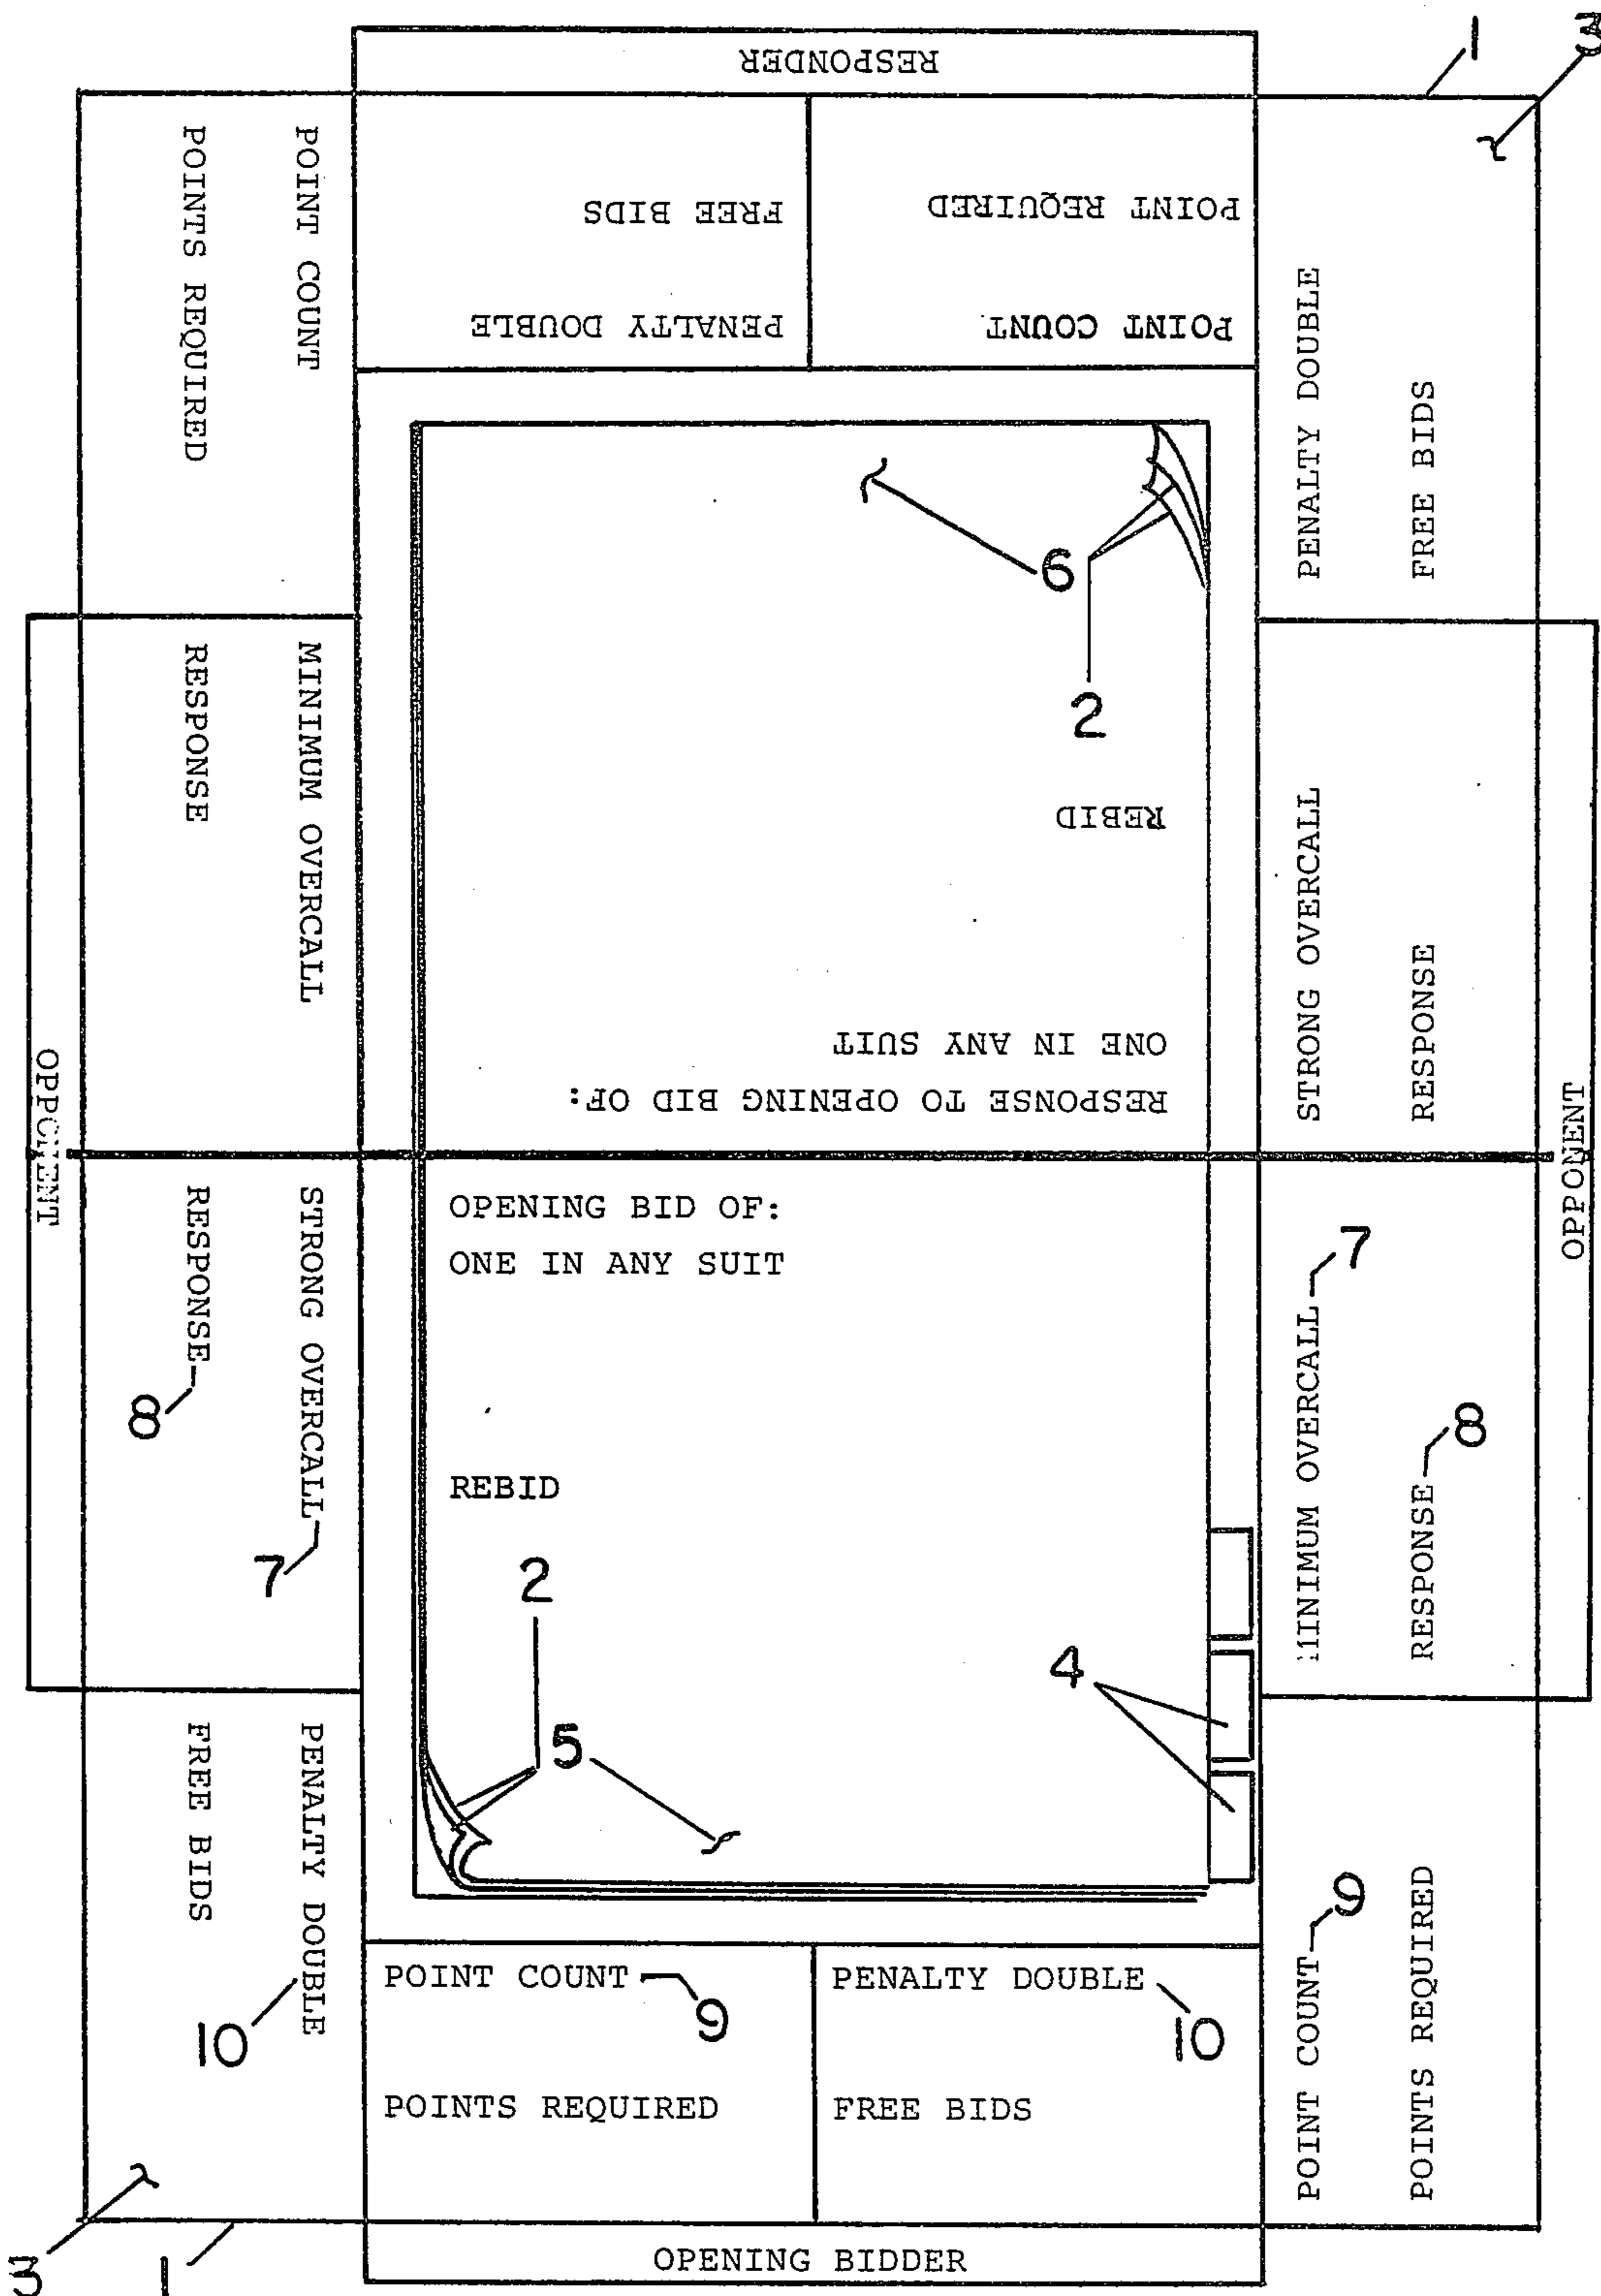 1
3
RESPONDER
POINT COUNT
POINTS REQUIRED
FREE BIDS
PENALTY DOUBLE
POINT REQUIRED
POINT COUNT
PENALTY DOUBLE
FREE BIDS
6
2
MINIMUM OVERCALL
RESPONSE
REBID
ONE IN ANY SUIT
RESPONSE TO OPENING BID OF:
STRONG OVERCALL
RESPONSE
OPPONENT
OPPONENT
OPENING BID OF:
ONE IN ANY SUIT
REBID
STRONG OVERCALL
7
RESPONSE
8
MINIMUM OVERCALL
7
RESPONSE
8
2
5
4
PENALTY DOUBLE
10
FREE BIDS
POINT COUNT
9
POINTS REQUIRED
PENALTY DOUBLE
10
FREE BIDS
POINT COUNT
9
POINTS REQUIRED
OPENING BIDDER
3
1